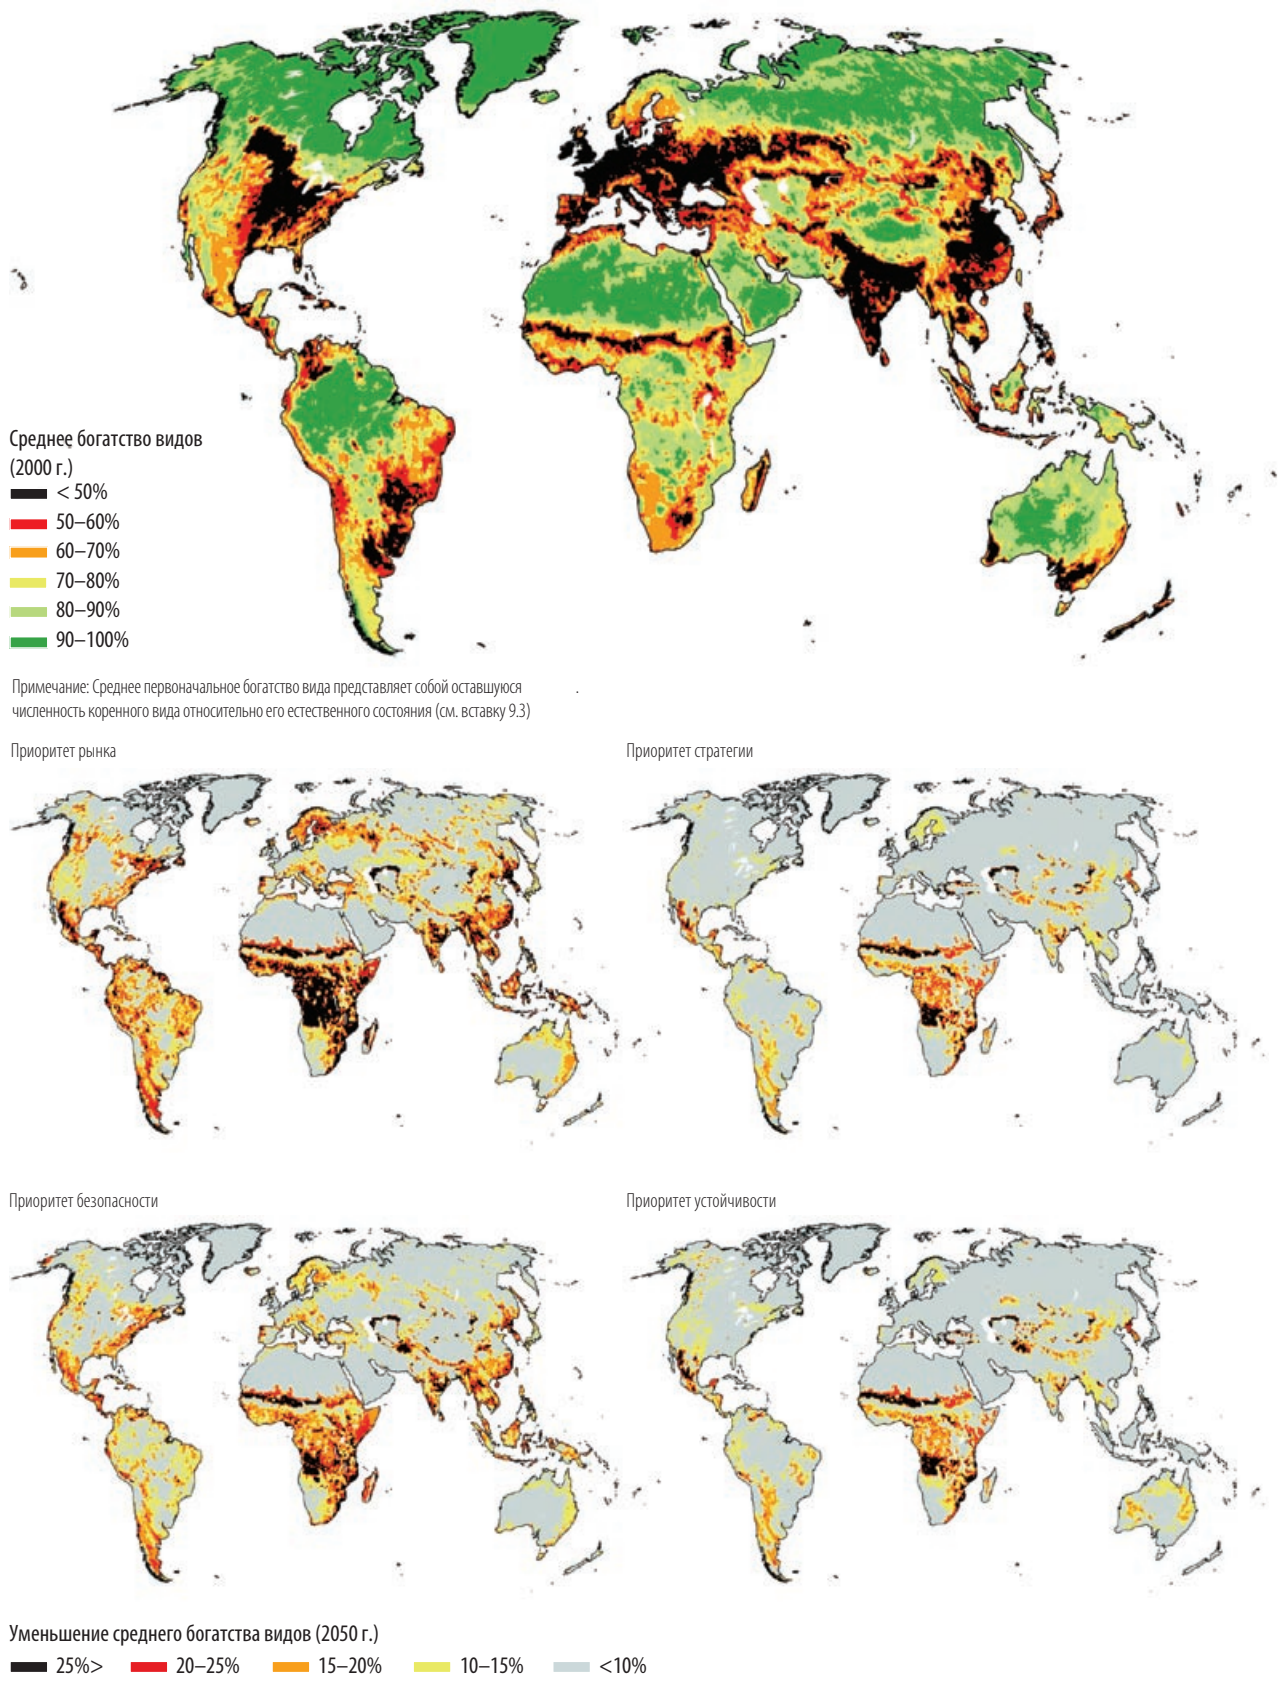 Среднее богатство видов
(2000 г.)
< 50%
50–60%
60–70%
70–80%
80–90%
90–100%
Примечание: Среднее первоначальное богатство вида представляет собой оставшуюся .
численность коренного вида относительно его естественного состояния (см. вставку 9.3)
Приоритет рынка
Приоритет стратегии
Приоритет безопасности
Приоритет устойчивости
Уменьшение среднего богатства видов (2050 г.)
25%> 20–25% 15–20% 10–15% <10%